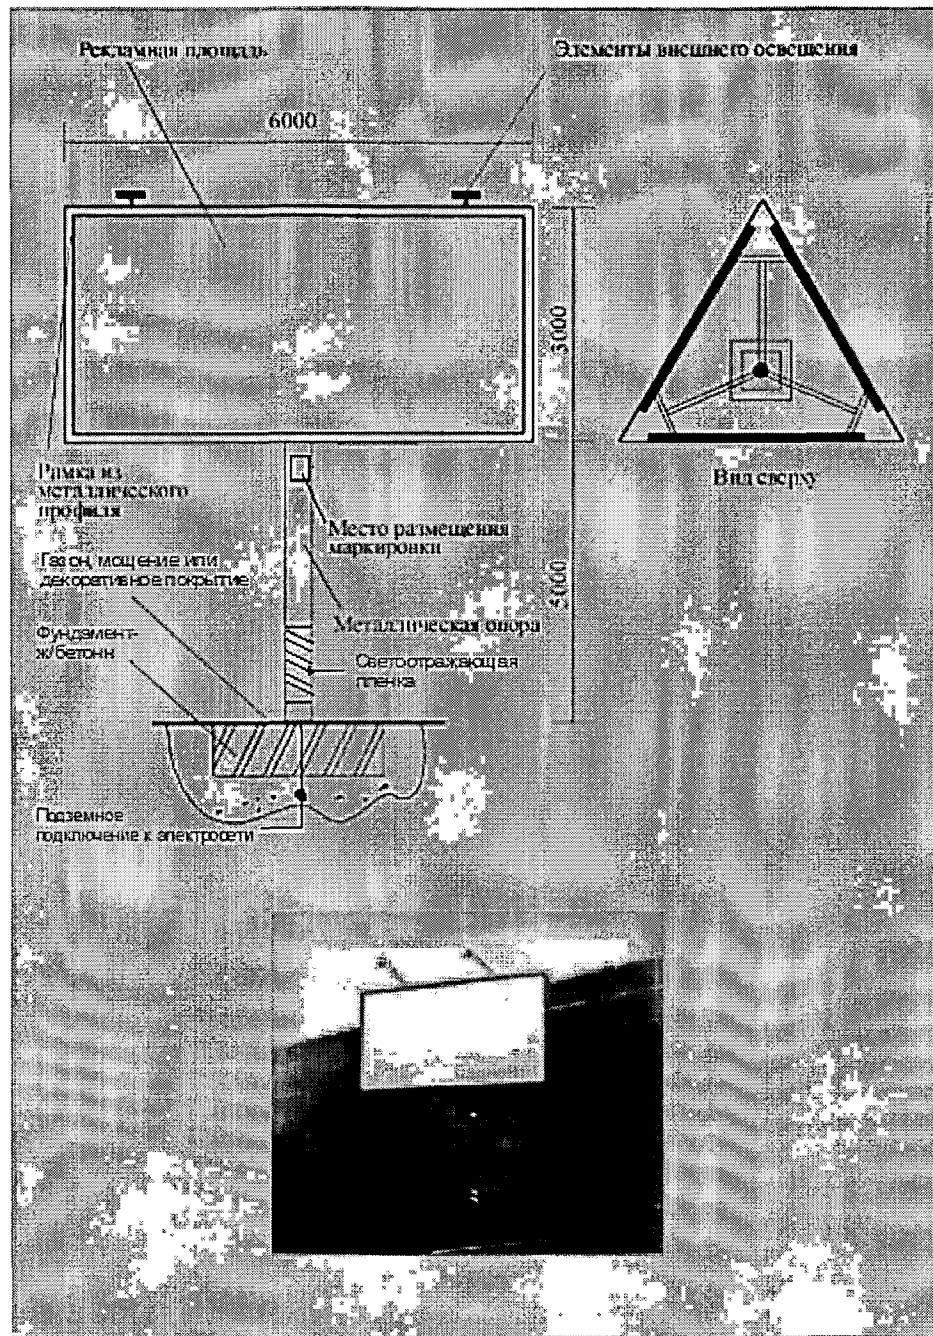 Рекламная площадь
Элементы внешнего освещения
6000
3000
Рамка из
металлического
профиля
Вид сверху
Место размещения
маркировки
Газон, мощение или
декоративное покрытие
5000
Металлическая опора
Фундамент-
ж/бетонн
Светоотражающая
пленка
Подземное
подключение к электросети